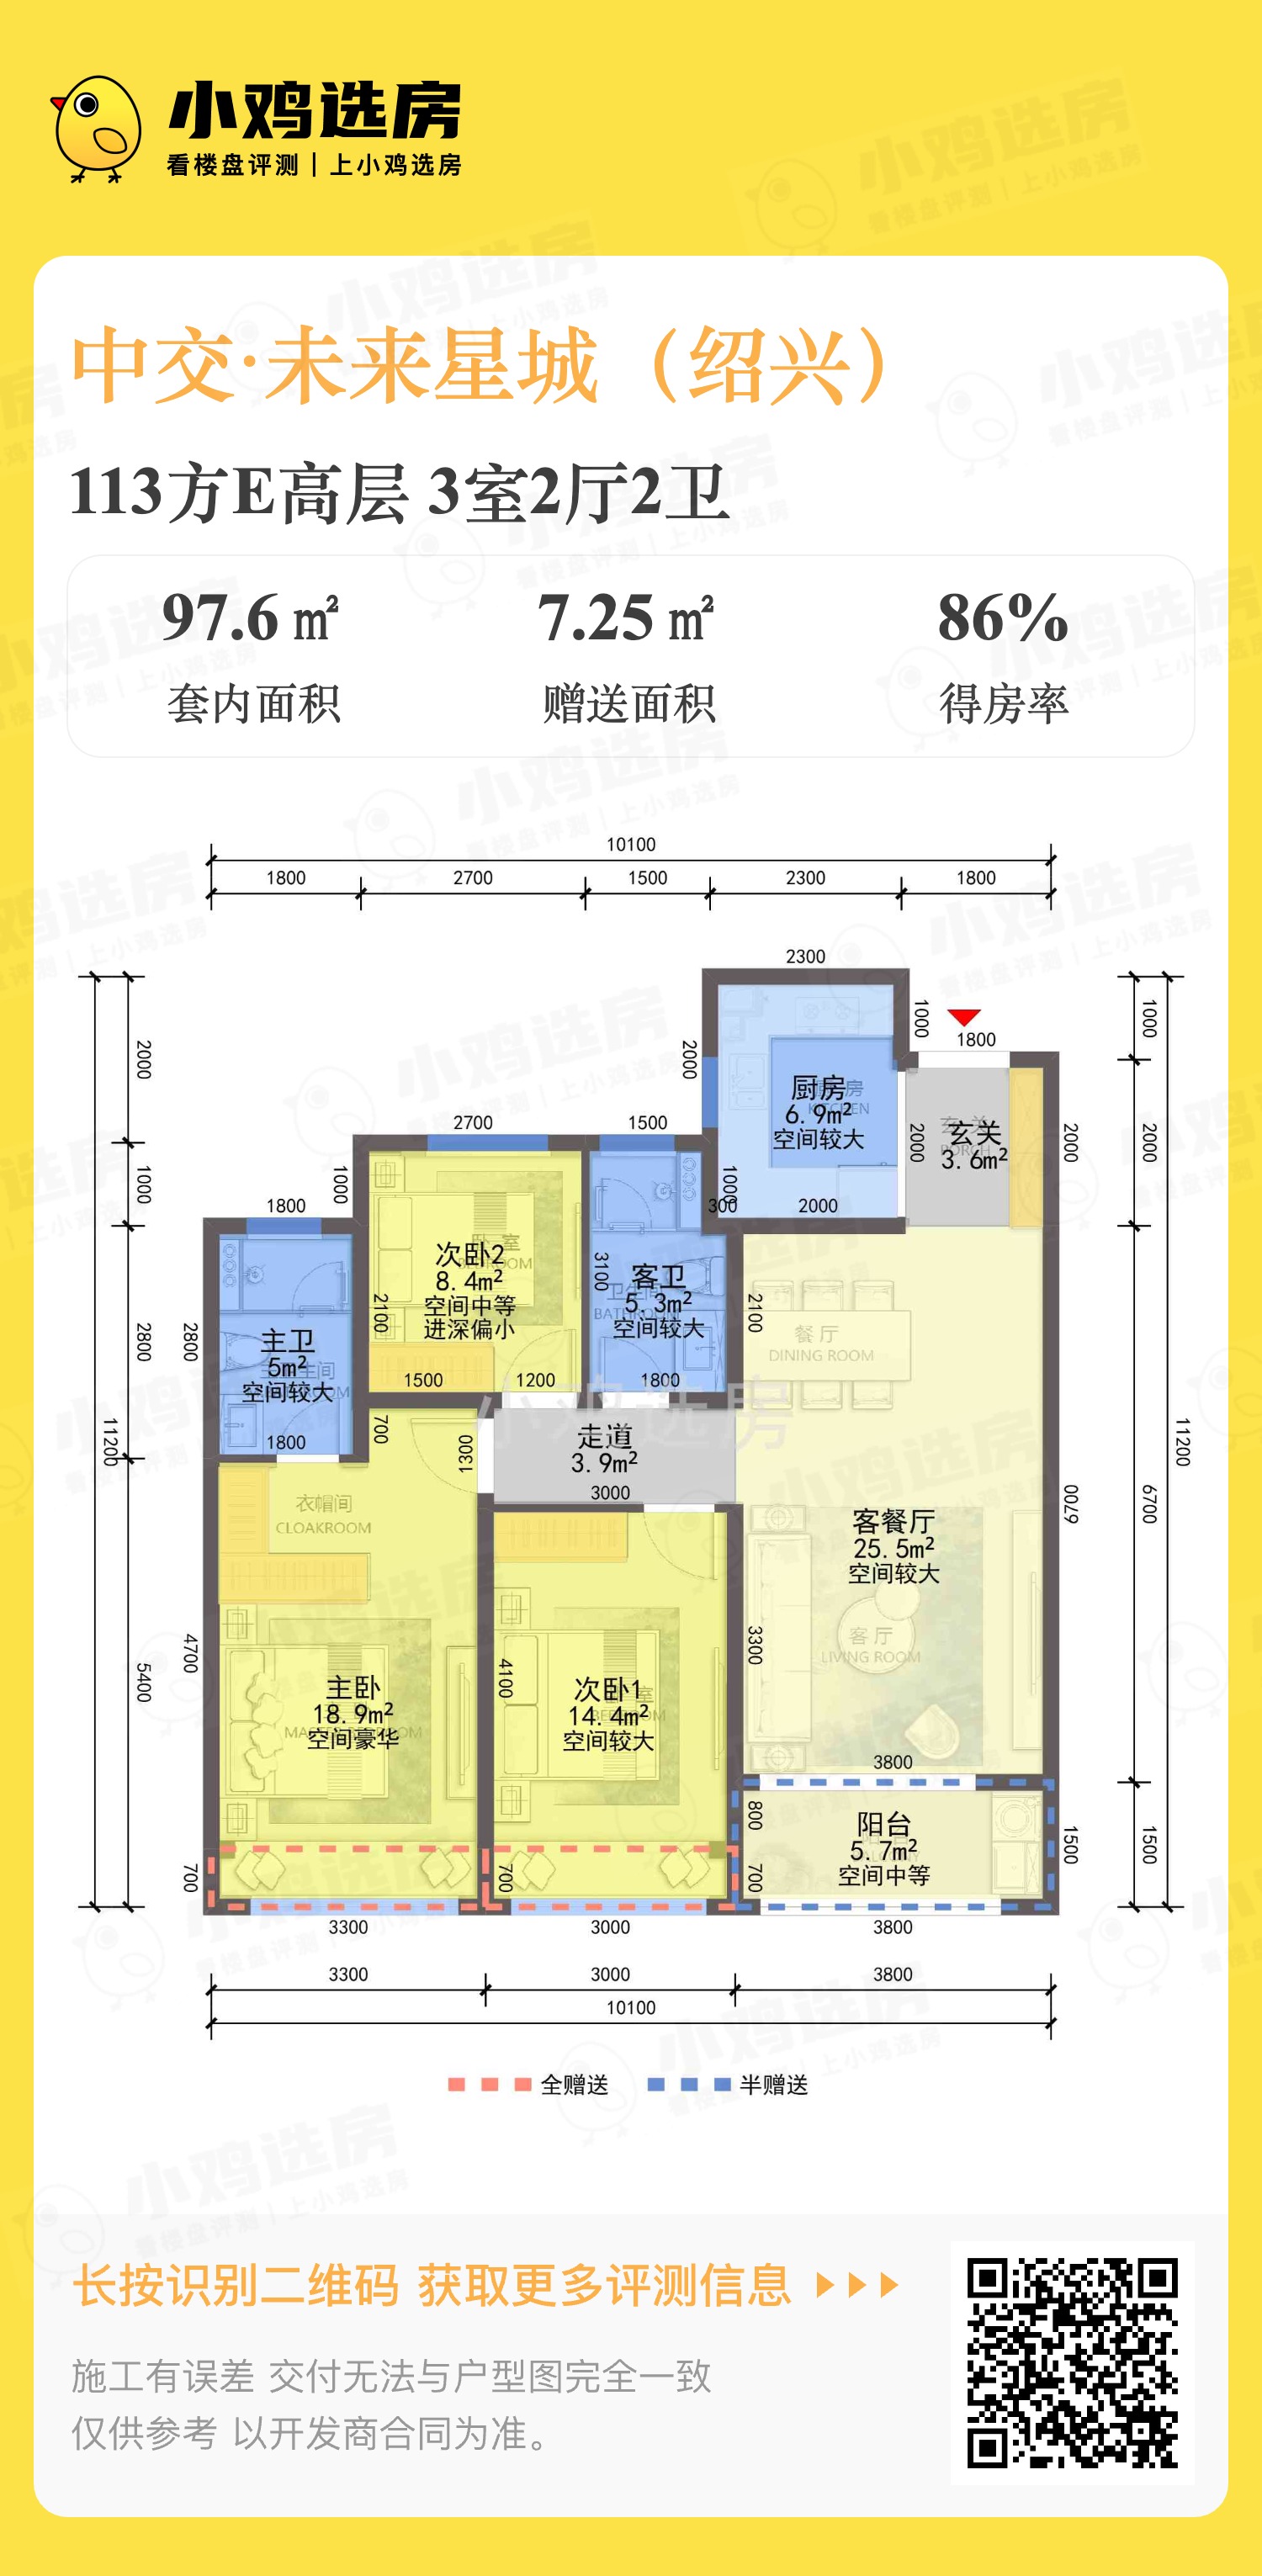 小鸡选房
看楼盘评测｜上小鸡选房
中交·未来星城（绍兴）
113方E高层 3室2厅2卫
97.6 ㎡ 7.25 ㎡ 86%
套内面积 赠送面积 得房率
10100
1800 2700 1500 2300 1800
2300
1000
1800
2000
2000
1000
2000
厨房
6.9m²
空间较大
KITCHEN
2000
玄关
3.6m²
PORCH
2000
2000
2700
1500
1000
1000
1000
300
2000
1800
次卧2
8.4m²
空间中等
进深偏小
卧室
BEDROOM
2100
1500
1200
3100
客卫
5.3m²
空间较大
卫生间
BATHROOM
1800
2100
餐厅
DINING ROOM
2800
2800
主卫
5m²
空间较大
1800
700
1300
走道
3.9m²
3000
11200
11200
衣帽间
CLOAKROOM
客餐厅
25.5m²
空间较大
6700
6700
客厅
LIVING ROOM
3300
4700
5400
主卧
18.9m²
空间豪华
MASTER BEDROOM
4100
次卧1
14.4m²
空间较大
BEDROOM
3800
800
阳台
5.7m²
空间中等
1500
1500
700
700
700
3300 3000 3800
3300 3000 3800
10100
全赠送 半赠送
长按识别二维码 获取更多评测信息
施工有误差 交付无法与户型图完全一致
仅供参考 以开发商合同为准。